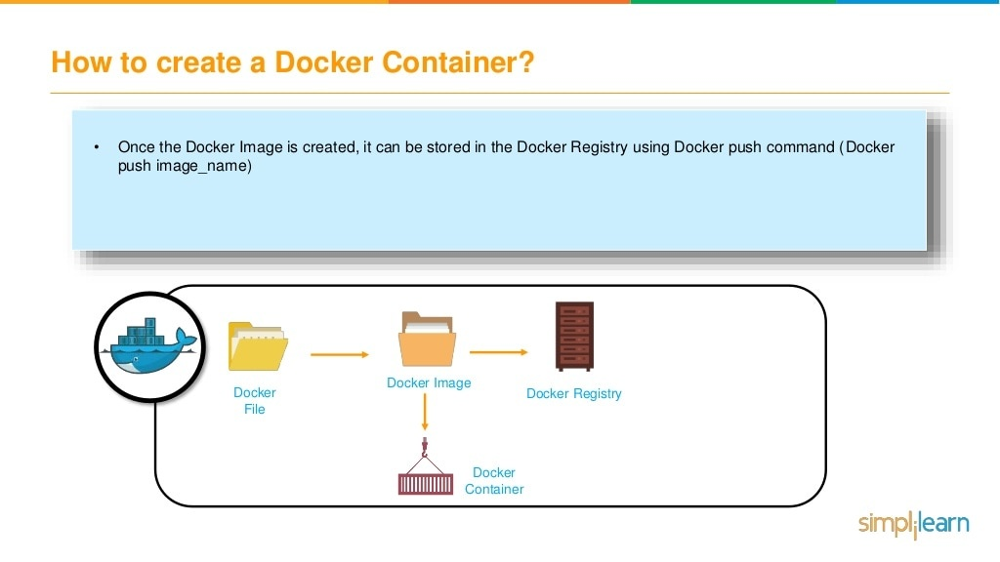 How to create a Docker Container?
• Once the Docker Image is created, it can be stored in the Docker Registry using Docker push command (Docker
push image_name)
Docker
File
Docker Image
Docker Registry
Docker
Container
simplilearn